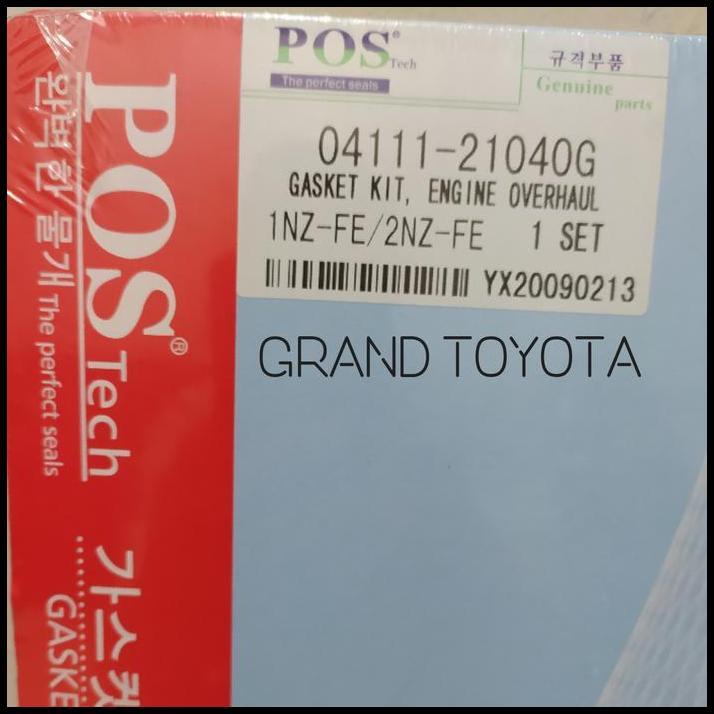 POS® Tech
The perfect seals
규격부품
Genuine
parts
04111-21040G
GASKET KIT, ENGINE OVERHAUL
1NZ-FE/2NZ-FE 1 SET
YX20090213
GRAND TOYOTA
POS® Tech
완벽한 물개 The perfect seals
가스켓
GASKE